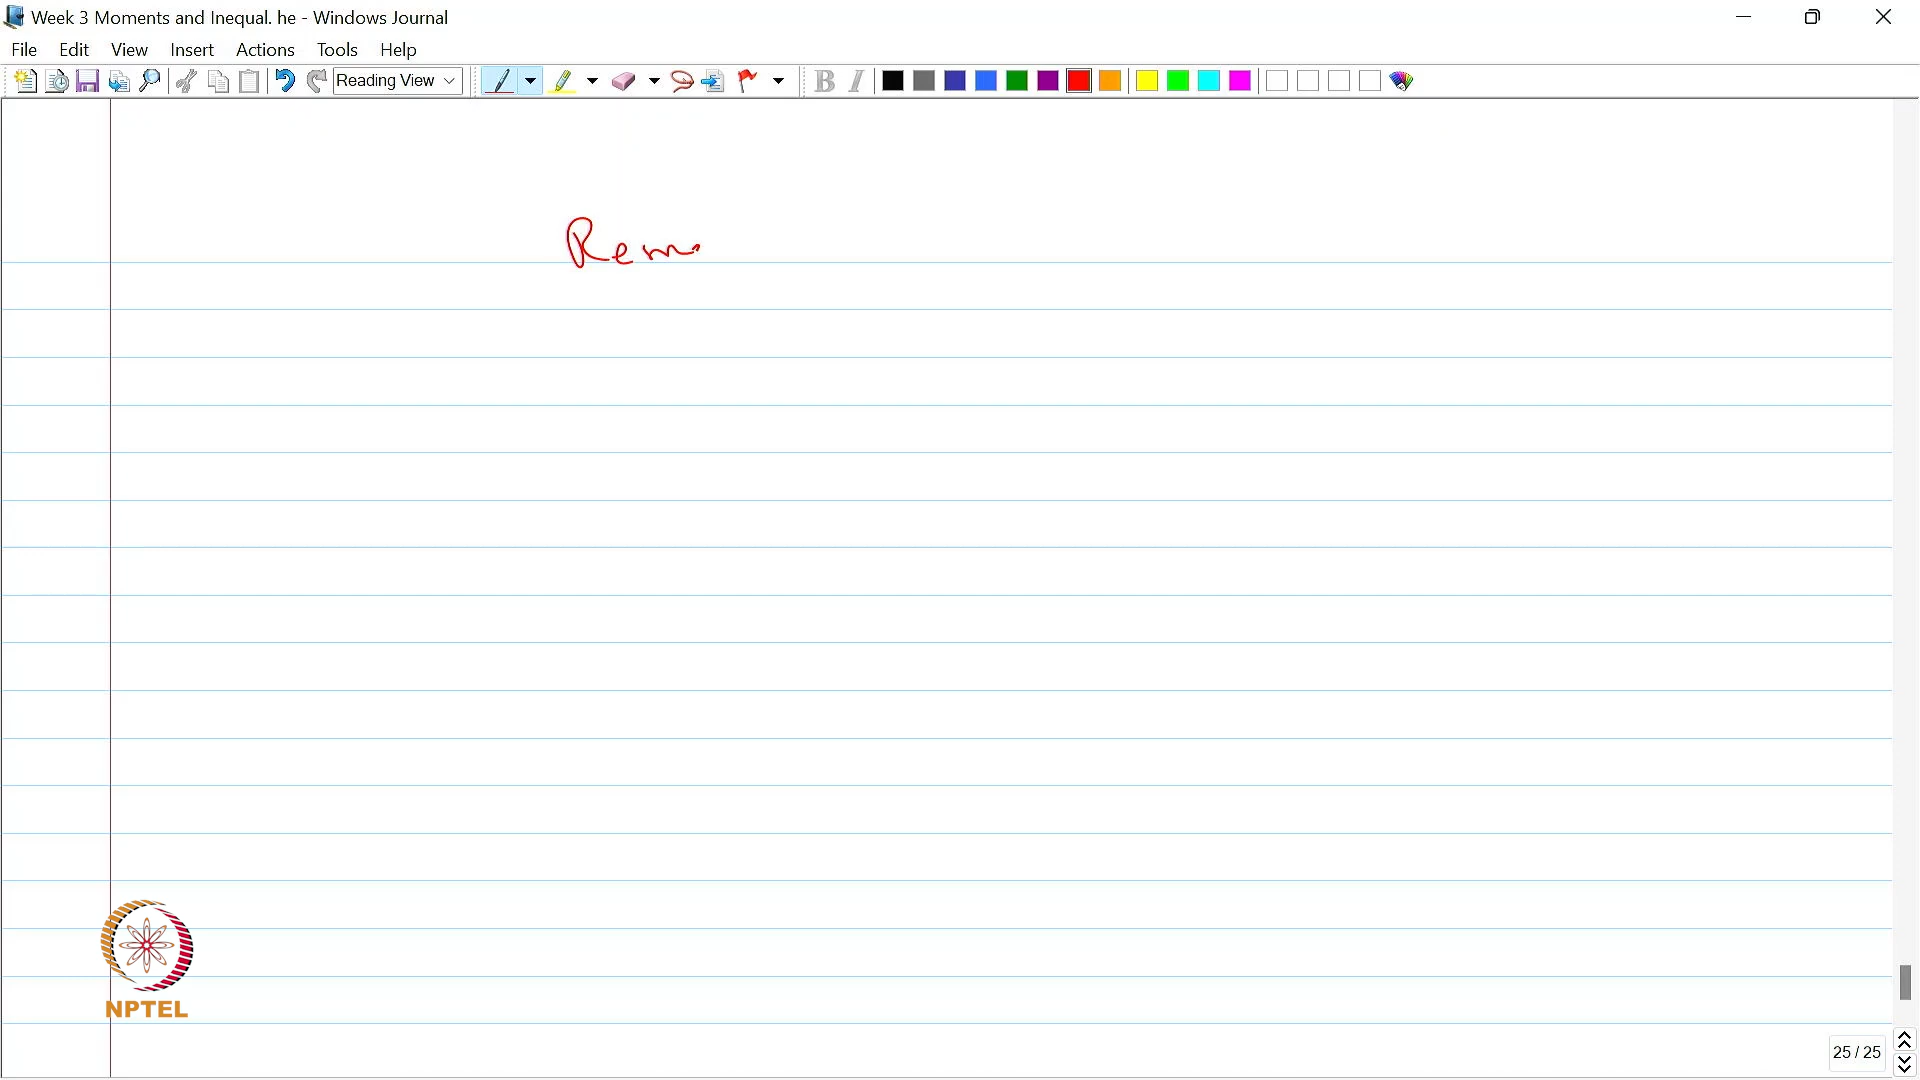 Week 3 Moments and Inequal. he - Windows Journal
File Edit View Insert Actions Tools Help
Reading View B I
Rem
NPTEL
25 / 25